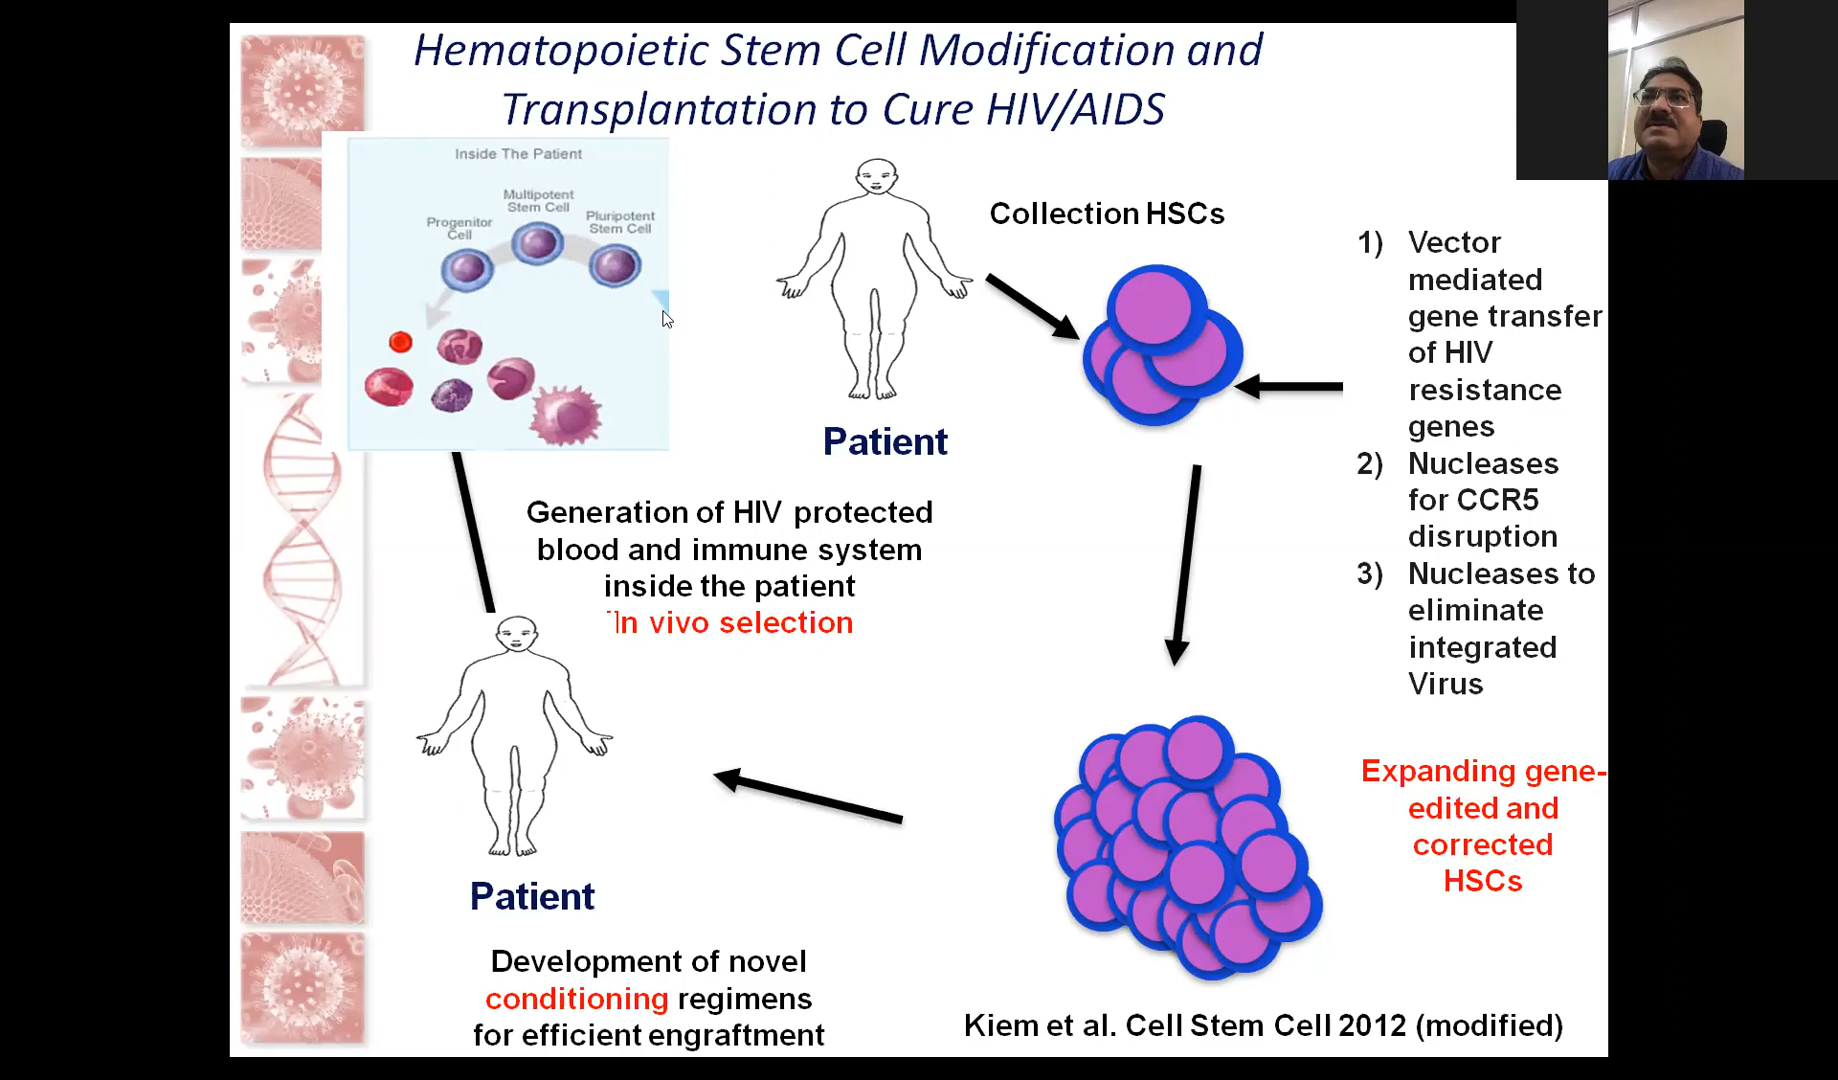 Hematopoietic Stem Cell Modification and
Transplantation to Cure HIV/AIDS
Inside The Patient
Multipotent
Stem Cell
Progenitor
Cell
Pluripotent
Stem Cell
Patient
Collection HSCs
1) Vector
mediated
gene transfer
of HIV
resistance
genes
2) Nucleases
for CCR5
disruption
3) Nucleases to
eliminate
integrated
Virus
Expanding gene-
edited and
corrected
HSCs
Generation of HIV protected
blood and immune system
inside the patient
In vivo selection
Patient
Development of novel
conditioning regimens
for efficient engraftment
Kiem et al. Cell Stem Cell 2012 (modified)